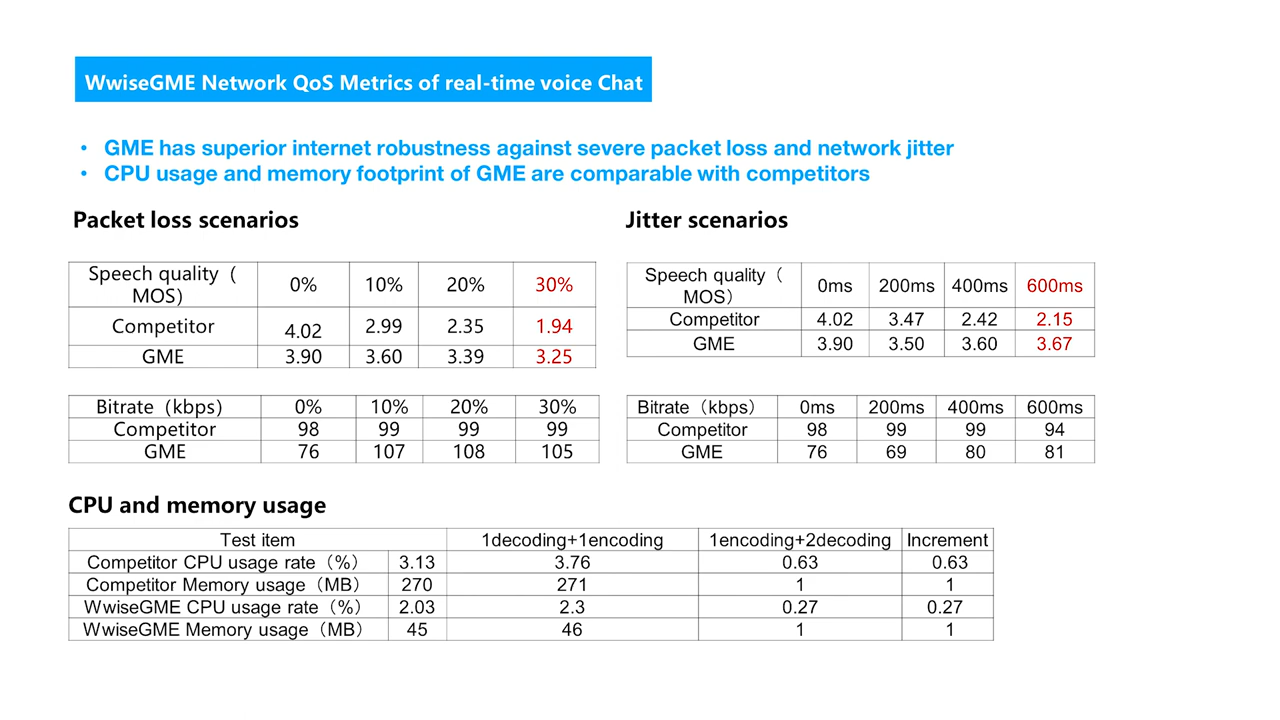 WwiseGME Network QoS Metrics of real-time voice Chat
• GME has superior internet robustness against severe packet loss and network jitter
• CPU usage and memory footprint of GME are comparable with competitors
Packet loss scenarios
Speech quality（
MOS） 0% 10% 20% 30%
Competitor 4.02 2.99 2.35 1.94
GME 3.90 3.60 3.39 3.25
Bitrate（kbps） 0% 10% 20% 30%
Competitor 98 99 99 99
GME 76 107 108 105
Jitter scenarios
Speech quality（
MOS） 0ms 200ms 400ms 600ms
Competitor 4.02 3.47 2.42 2.15
GME 3.90 3.50 3.60 3.67
Bitrate（kbps） 0ms 200ms 400ms 600ms
Competitor 98 99 99 94
GME 76 69 80 81
CPU and memory usage
Test item 1decoding+1encoding 1encoding+2decoding Increment
Competitor CPU usage rate（%） 3.13 3.76 0.63 0.63
Competitor Memory usage（MB） 270 271 1 1
WwiseGME CPU usage rate（%） 2.03 2.3 0.27 0.27
WwiseGME Memory usage（MB） 45 46 1 1